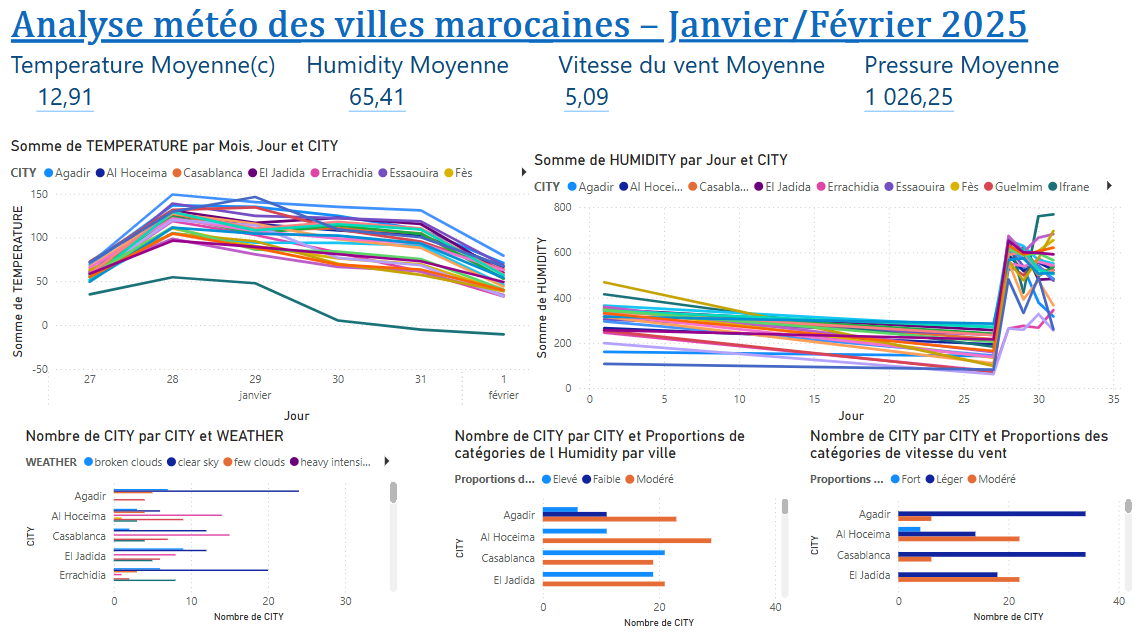 Analyse météo des villes marocaines – Janvier/Février 2025
Temperature Moyenne(c) Humidity Moyenne Vitesse du vent Moyenne Pressure Moyenne
12,91 65,41 5,09 1 026,25
Somme de TEMPERATURE par Mois, Jour et CITY
CITY Agadir Al Hoceima Casablanca El Jadida Errachidia Essaouira Fès
Somme de TEMPERATURE
150
100
50
0
-50
27 28 29 30 31 1
janvier février
Jour
Somme de HUMIDITY par Jour et CITY
CITY Agadir Al Hocei... Casabla... El Jadida Errachidia Essaouira Fès Guelmim Ifrane
Somme de HUMIDITY
800
600
400
200
0
0 5 10 15 20 25 30 35
Jour
Nombre de CITY par CITY et WEATHER
WEATHER broken clouds clear sky few clouds heavy intensi...
CITY
Agadir
Al Hoceima
Casablanca
El Jadida
Errachidia
0 10 20 30
Nombre de CITY
Nombre de CITY par CITY et Proportions de
catégories de l Humidity par ville
Proportions d... Elevé Faible Modéré
CITY
Agadir
Al Hoceima
Casablanca
El Jadida
0 20 40
Nombre de CITY
Nombre de CITY par CITY et Proportions des
catégories de vitesse du vent
Proportions ... Fort Léger Modéré
CITY
Agadir
Al Hoceima
Casablanca
El Jadida
0 20 40
Nombre de CITY